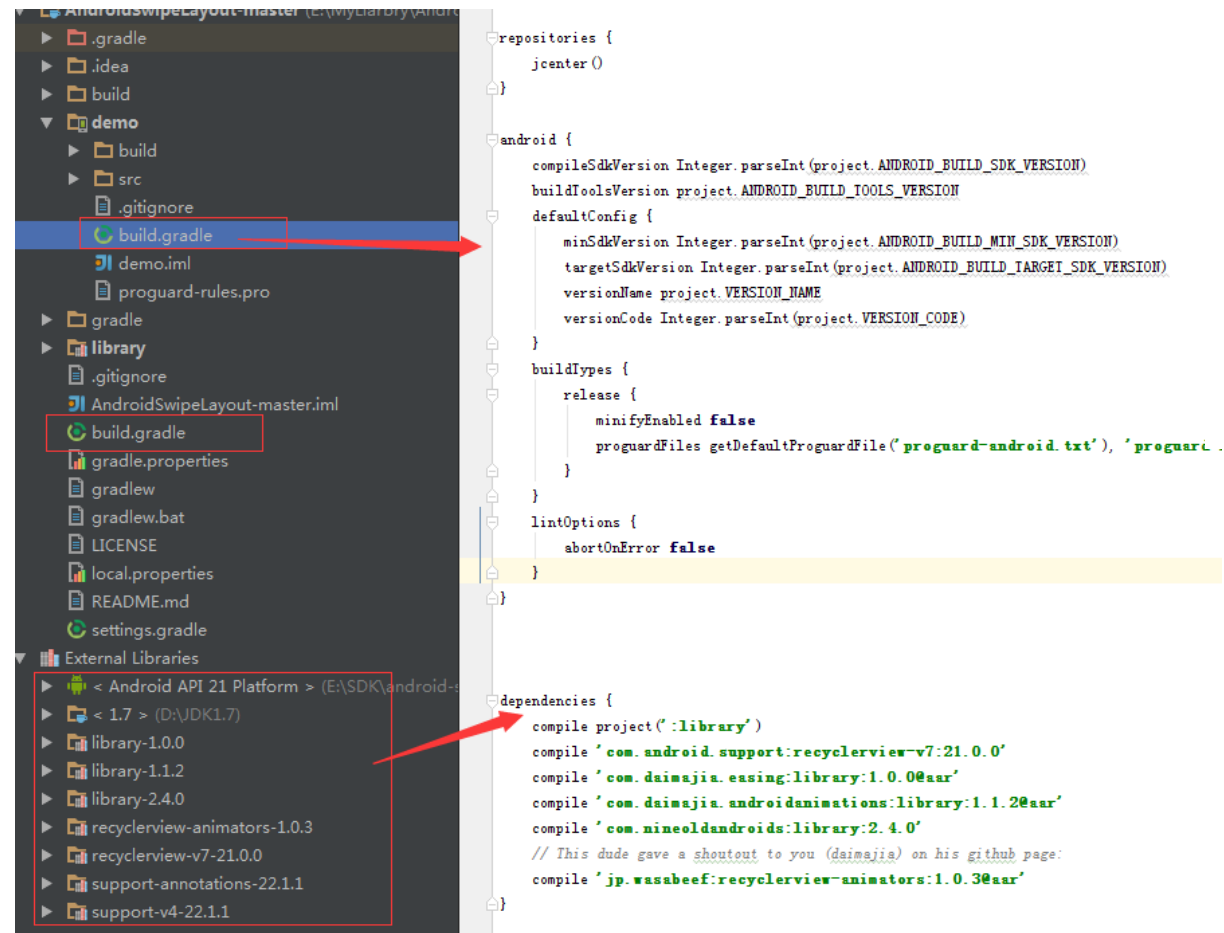 AndroidSwipeLayout-master (E:\MyLiarbry\Andro
.gradle
.idea
build
demo
build
src
.gitignore
build.gradle
demo.iml
proguard-rules.pro
gradle
library
.gitignore
AndroidSwipeLayout-master.iml
build.gradle
gradle.properties
gradlew
gradlew.bat
LICENSE
local.properties
README.md
settings.gradle
External Libraries
< Android API 21 Platform > (E:\SDK\android-s
< 1.7 > (D:\JDK1.7)
library-1.0.0
library-1.1.2
library-2.4.0
recyclerview-animators-1.0.3
recyclerview-v7-21.0.0
support-annotations-22.1.1
support-v4-22.1.1
repositories {
jcenter()
}
android {
compileSdkVersion Integer.parseInt(project.ANDROID_BUILD_SDK_VERSION)
buildToolsVersion project.ANDROID_BUILD_TOOLS_VERSION
defaultConfig {
minSdkVersion Integer.parseInt(project.ANDROID_BUILD_MIN_SDK_VERSION)
targetSdkVersion Integer.parseInt(project.ANDROID_BUILD_TARGET_SDK_VERSION)
versionName project.VERSION_NAME
versionCode Integer.parseInt(project.VERSION_CODE)
}
buildTypes {
release {
minifyEnabled false
proguardFiles getDefaultProguardFile('proguard-android.txt'), 'proguard
}
}
lintOptions {
abortOnError false
}
}
dependencies {
compile project(':library')
compile 'com.android.support:recyclerview-v7:21.0.0'
compile 'com.daimajia.easing:library:1.0.0@aar'
compile 'com.daimajia.androidanimations:library:1.1.2@aar'
compile 'com.nineoldandroids:library:2.4.0'
// This dude gave a shoutout to you (daimajia) on his github page:
compile 'jp.wasabeef:recyclerview-animators:1.0.3@aar'
}